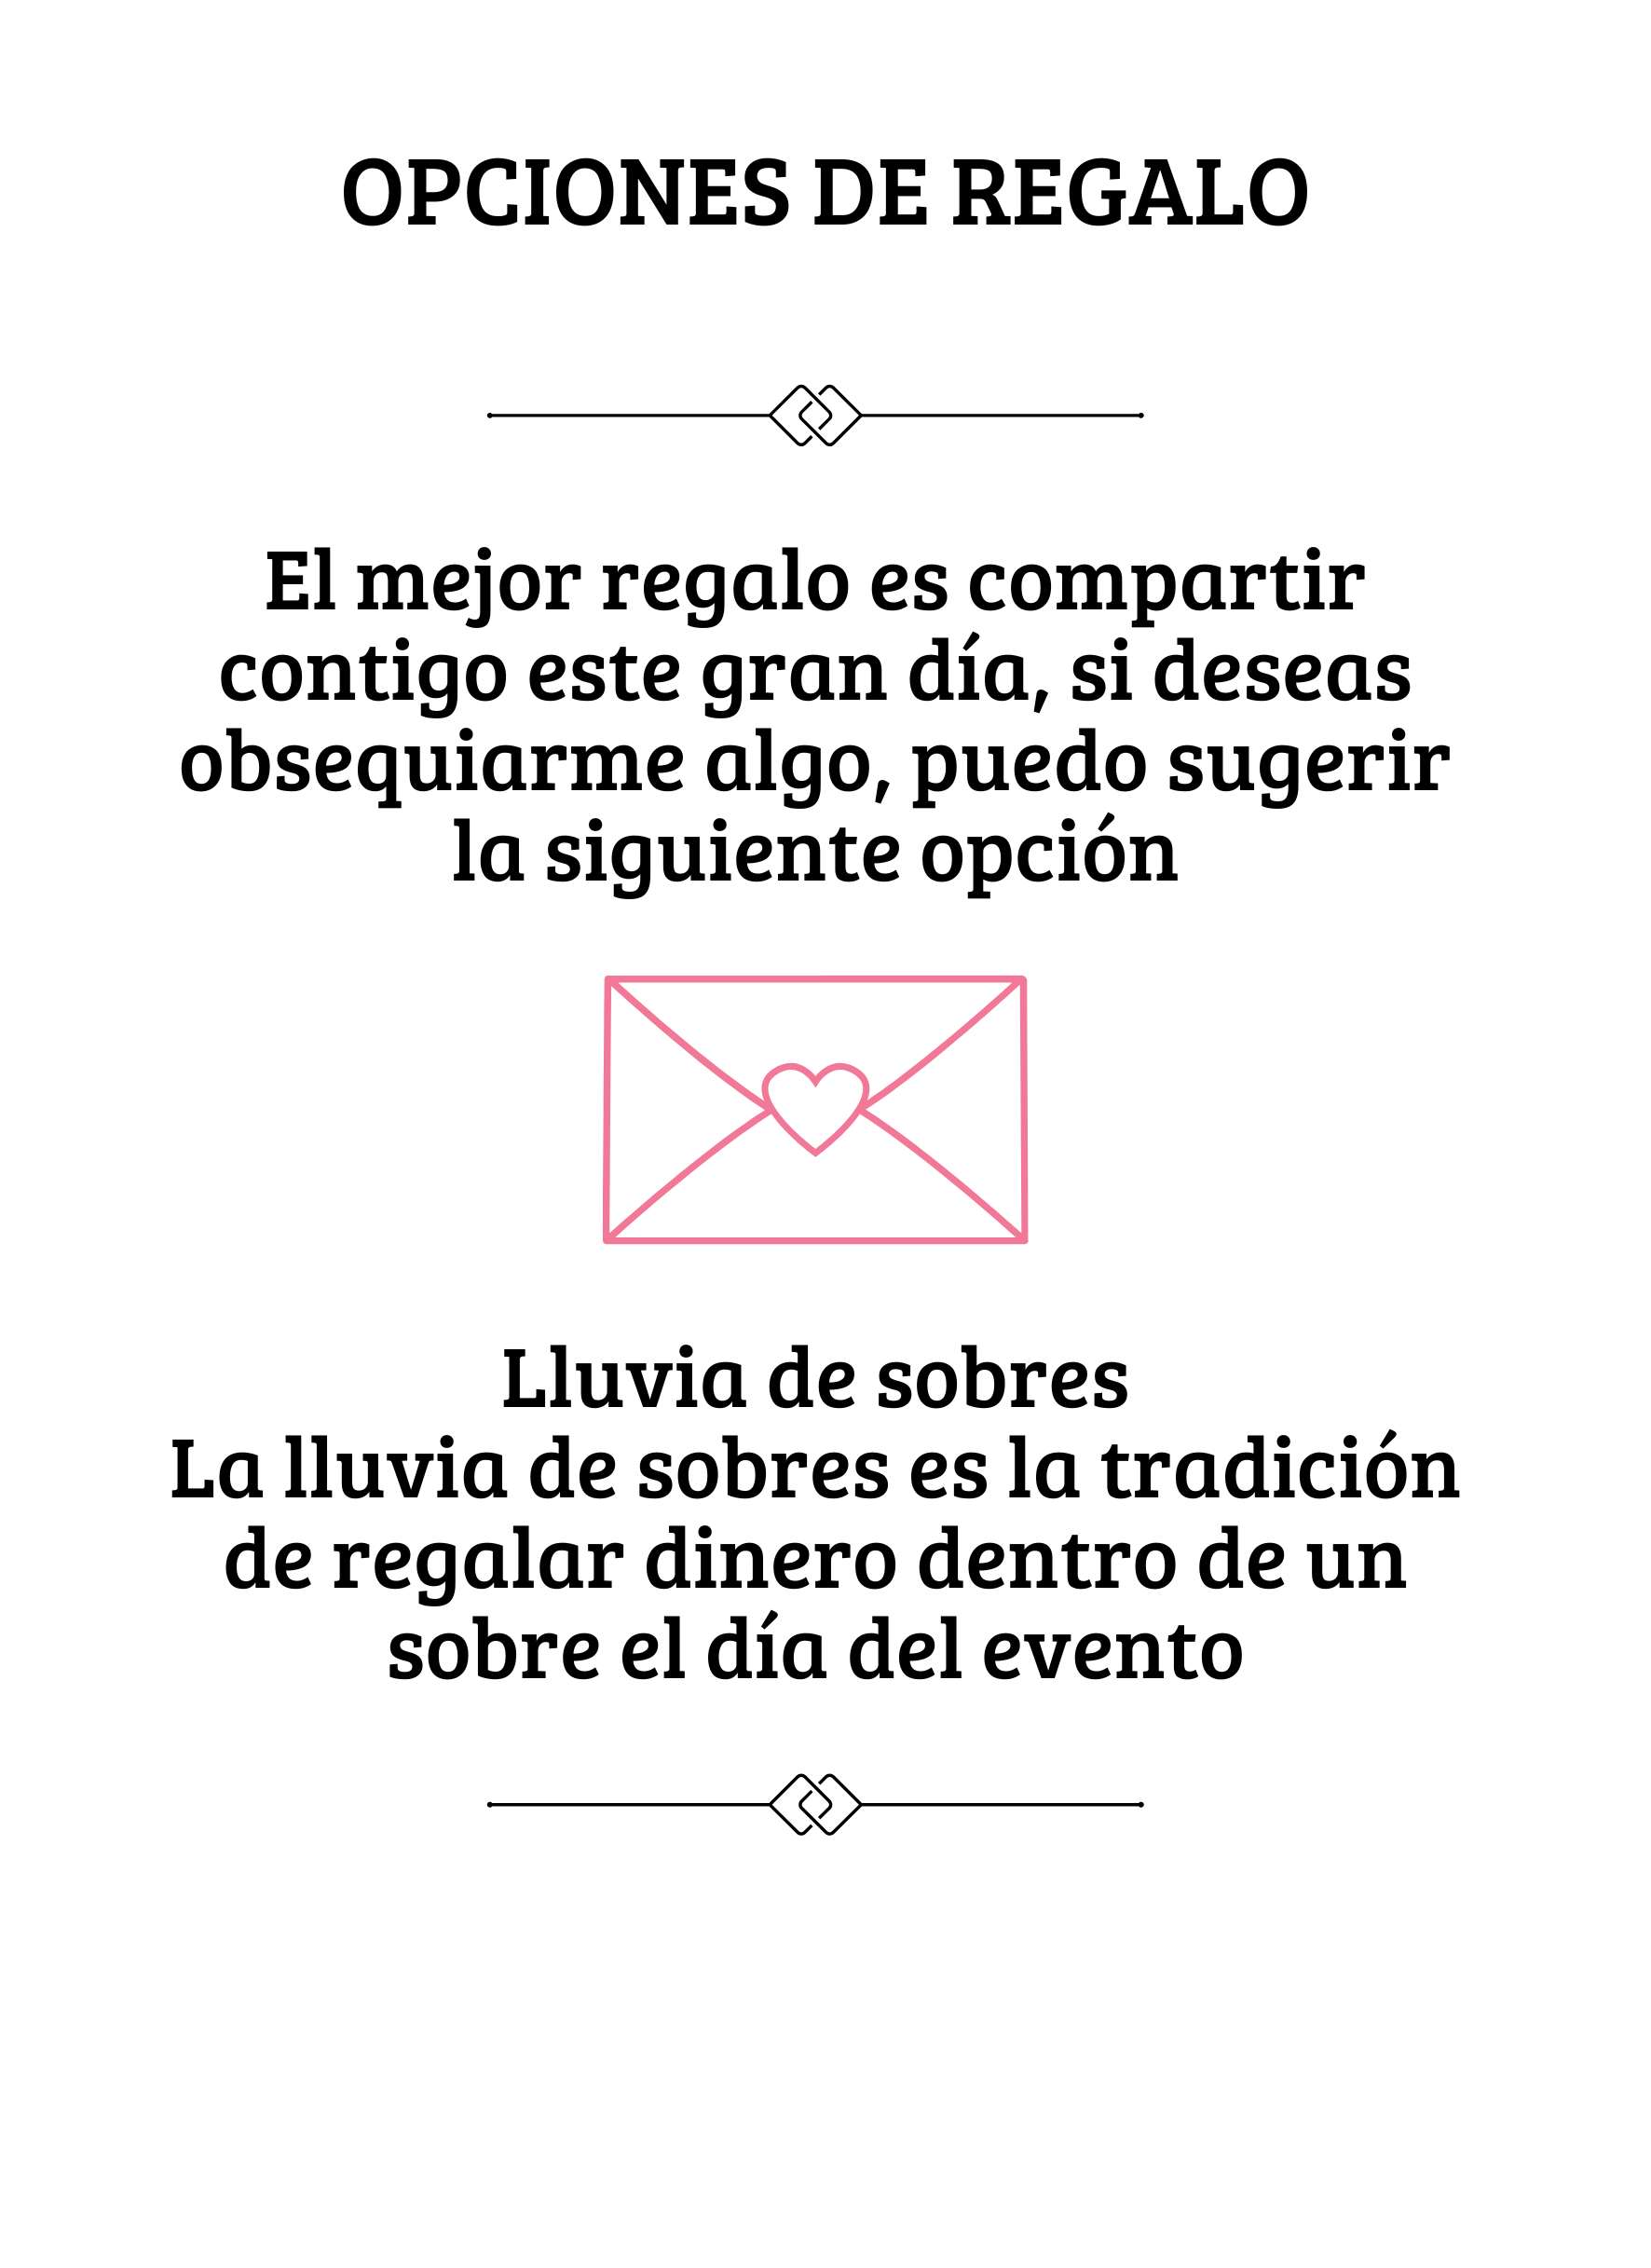 OPCIONES DE REGALO
El mejor regalo es compartir
contigo este gran día, si deseas
obsequiarme algo, puedo sugerir
la siguiente opción
Lluvia de sobres
La lluvia de sobres es la tradición
de regalar dinero dentro de un
sobre el día del evento